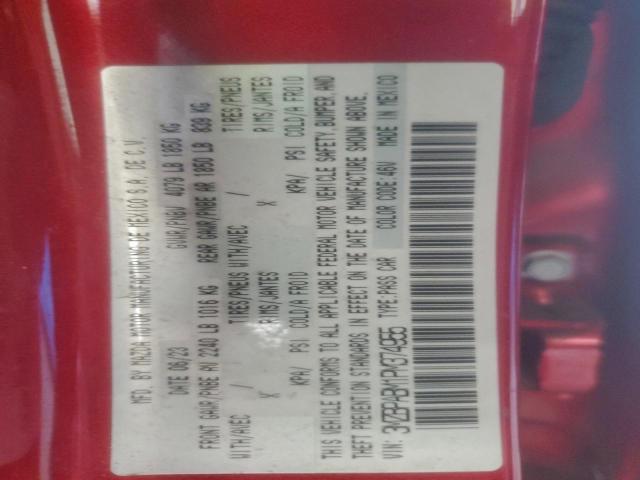 MFD. BY MAZDA MOTOR MANUFACTURING DE MEXICO S.A. DE C.V.
DATE 06/23 GVWR/PNBV 4079 LB 1850 KG
FRONT GAWR/PNBE AV 2240 LB 1016 KG REAR GAWR/PNBE AR 1850 LB 839 KG
WITH/AVEC / TIRES/PNEUS WITH/AVEC / TIRES/PNEUS
X RIMS/JANTES X RIMS/JANTES
KPA/ PSI COLD/A FROID KPA/ PSI COLD/A FROID
THIS VEHICLE CONFORMS TO ALL APPLICABLE FEDERAL MOTOR VEHICLE SAFETY, BUMPER, AND
THEFT PREVENTION STANDARDS IN EFFECT ON THE DATE OF MANUFACTURE SHOWN ABOVE.
VIN: TYPE:PASS CAR COLOR CODE:46V MADE IN MEXICO